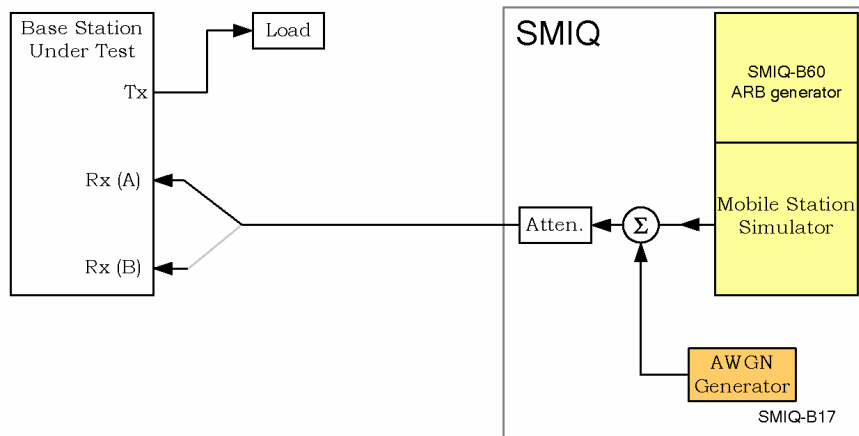 Base Station
Under Test
Tx
Rx (A)
Rx (B)
Load
SMIQ
SMIQ-B60
ARB generator
Mobile Station
Simulator
Atten.
Σ
AWGN
Generator
SMIQ-B17